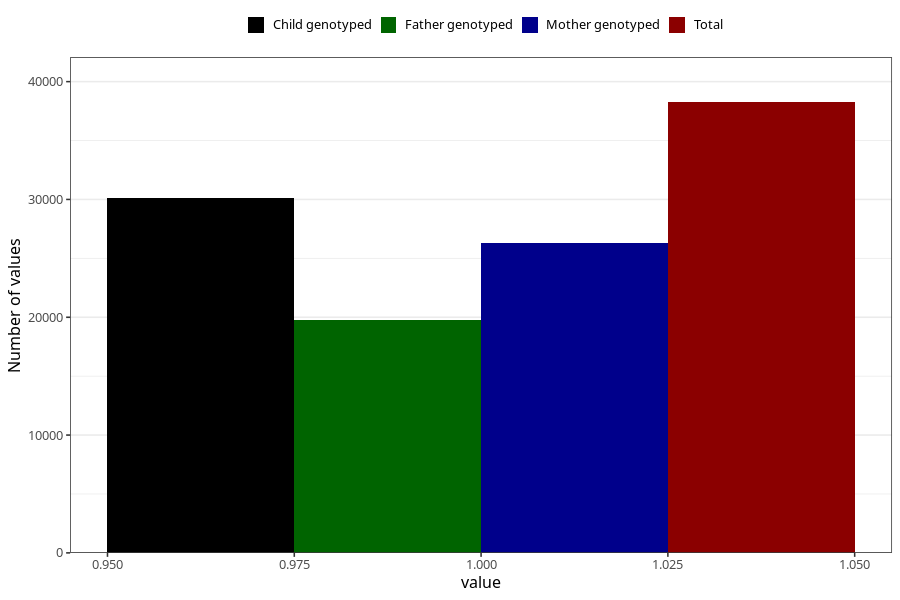 Child genotyped Father genotyped Mother genotyped Total
Number of values
40000
30000
20000
10000
0
0.950 0.975 1.000 1.025 1.050
value